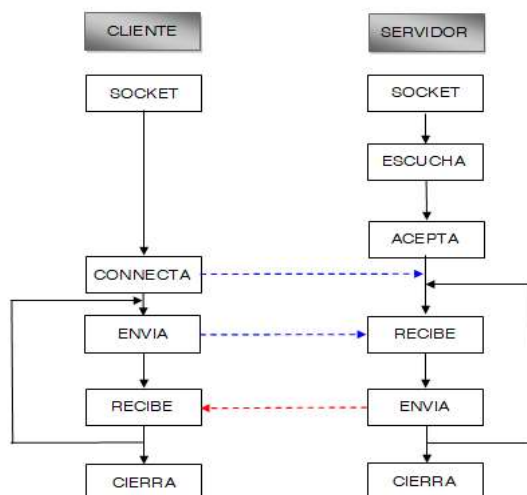 CLIENTE
SOCKET
CONNECTA
ENVIA
RECIBE
CIERRA
SERVIDOR
SOCKET
ESCUCHA
ACEPTA
RECIBE
ENVIA
CIERRA